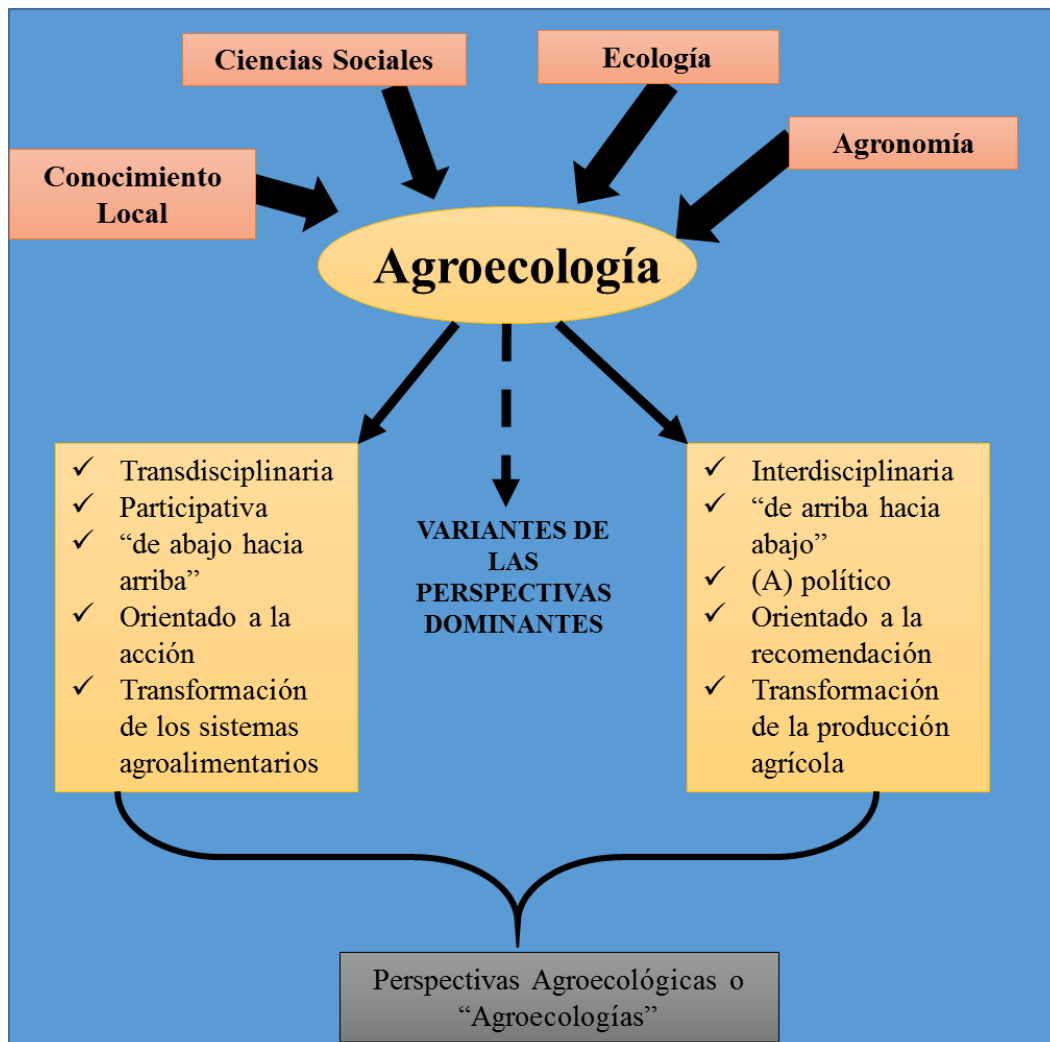 Ciencias Sociales
Ecología
Agronomía
Conocimiento
Local
Agroecología
✓ Transdisciplinaria
✓ Participativa
✓ “de abajo hacia
arriba”
✓ Orientado a la
acción
✓ Transformación
de los sistemas
agroalimentarios
VARIANTES DE
LAS
PERSPECTIVAS
DOMINANTES
✓ Interdisciplinaria
✓ “de arriba hacia
abajo”
✓ (A) político
✓ Orientado a la
recomendación
✓ Transformación
de la producción
agrícola
Perspectivas Agroecológicas o
“Agroecologías”